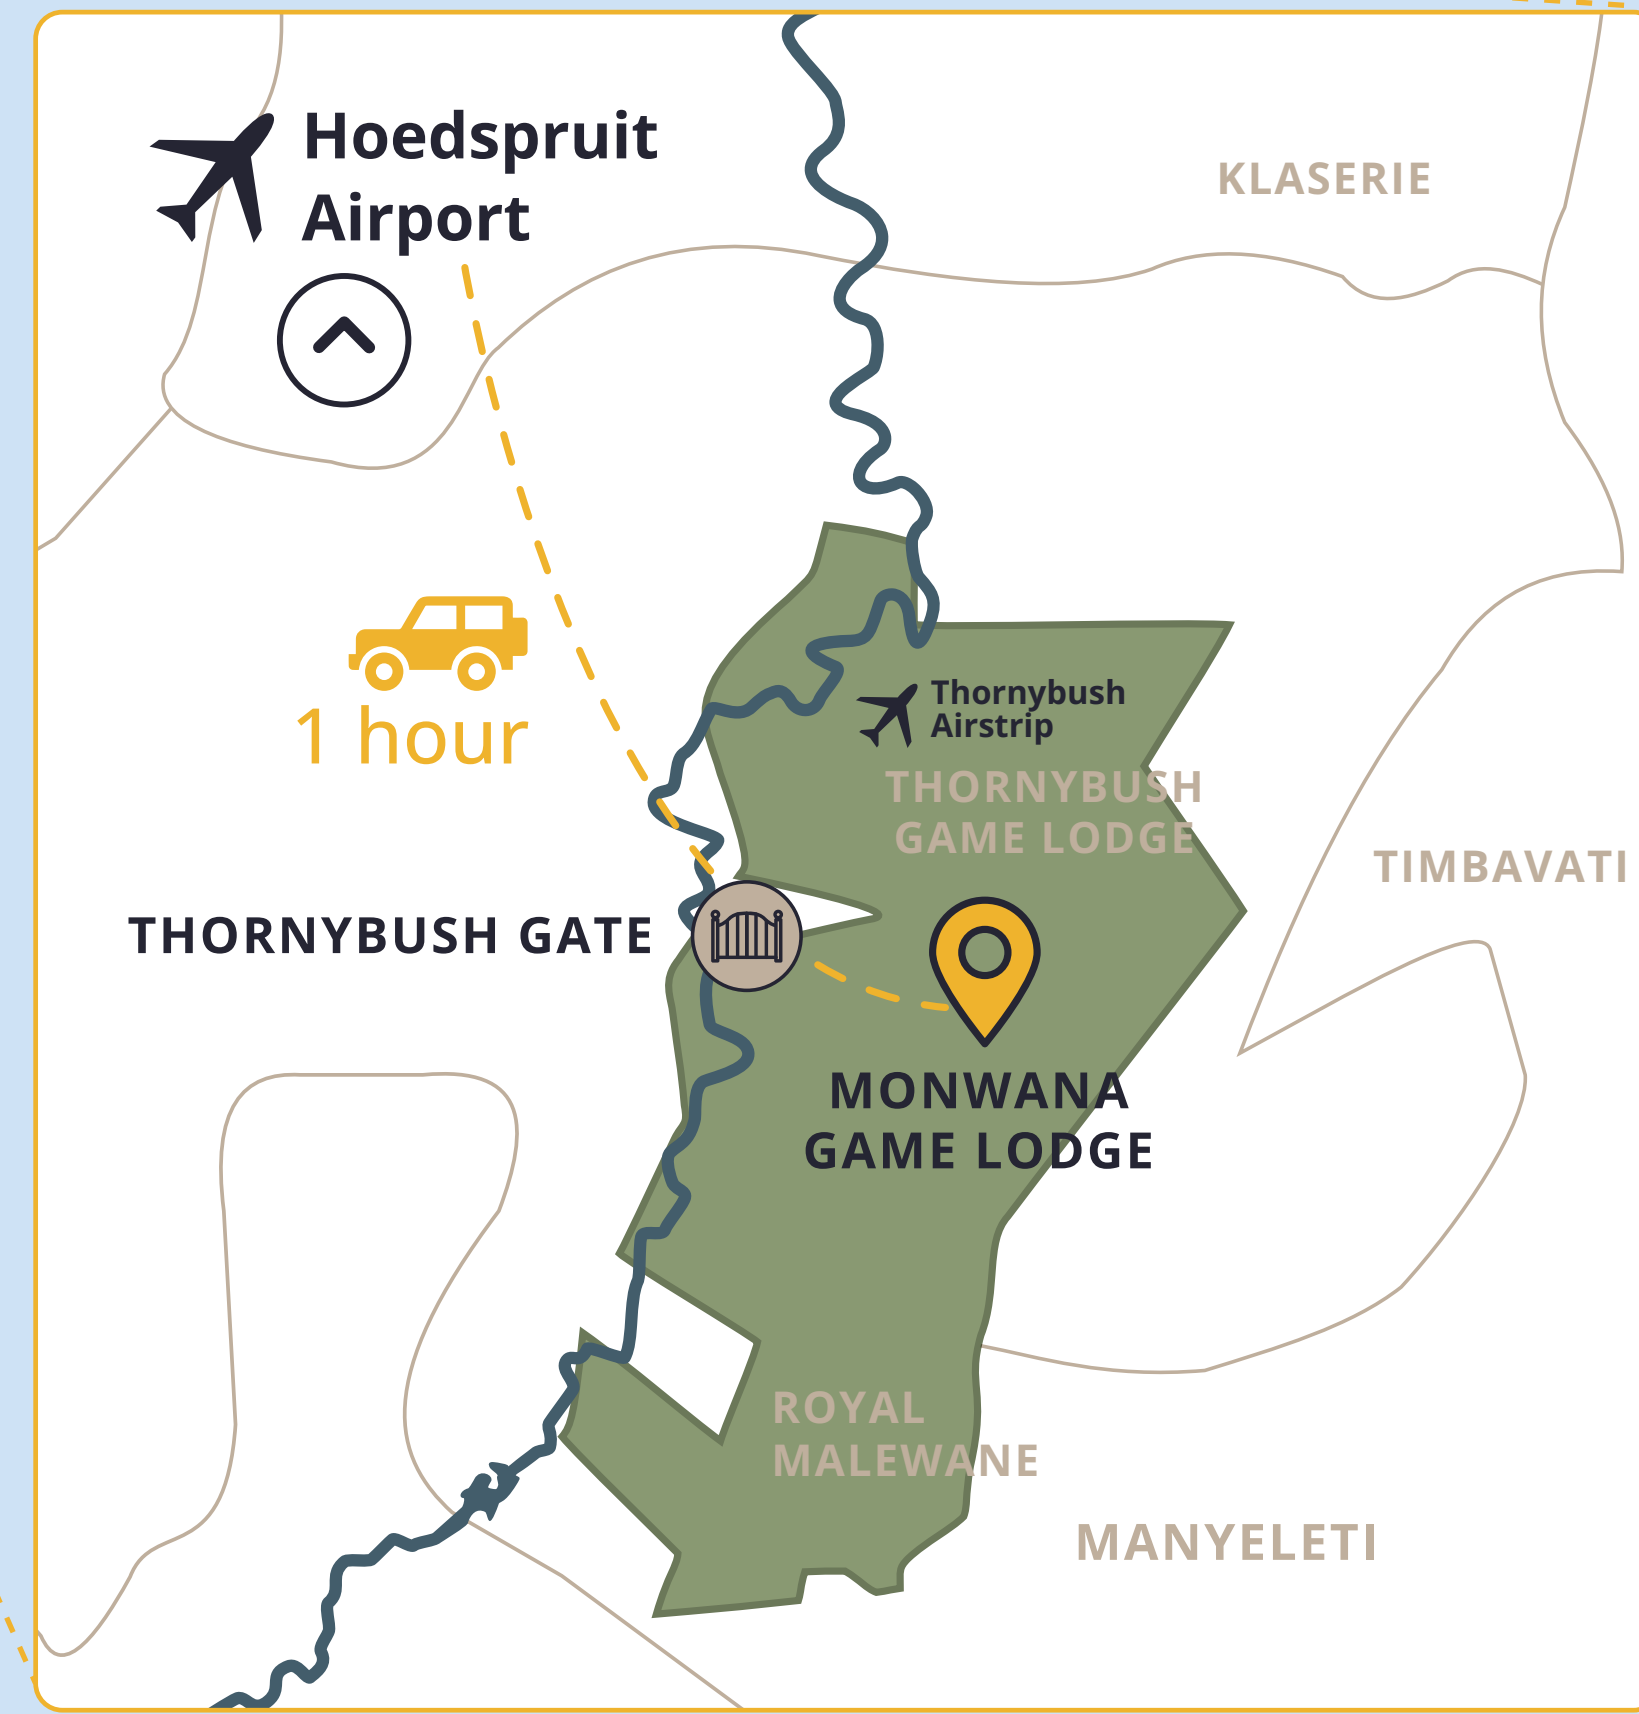 Hoedspruit
Airport
KLASERIE
1 hour
Thornybush
Airstrip
THORNYBUSH
GAME LODGE
TIMBAVATI
THORNYBUSH GATE
MONWANA
GAME LODGE
ROYAL
MALEWANE
MANYELETI